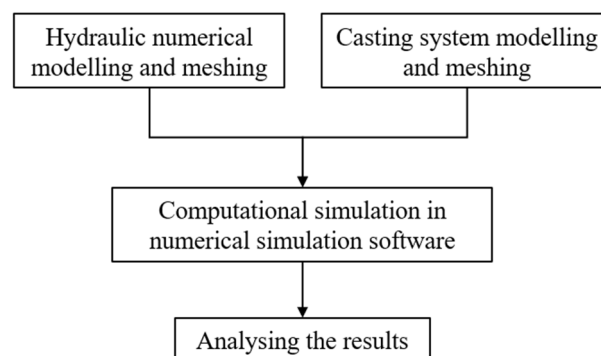 Hydraulic numerical
modelling and meshing
Casting system modelling
and meshing
Computational simulation in
numerical simulation software
Analysing the results